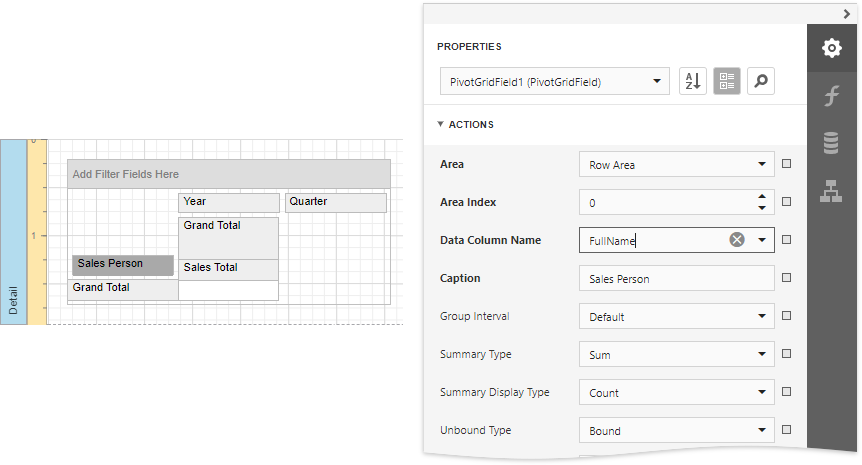 0
Add Filter Fields Here
Year
Quarter
Grand Total
1
Sales Person
Sales Total
Grand Total
Detail
PROPERTIES
PivotGridField1 (PivotGridField)
A
Z
ACTIONS
Area
Row Area
Area Index
0
Data Column Name
FullName
Caption
Sales Person
Group Interval
Default
Summary Type
Sum
Summary Display Type
Count
Unbound Type
Bound